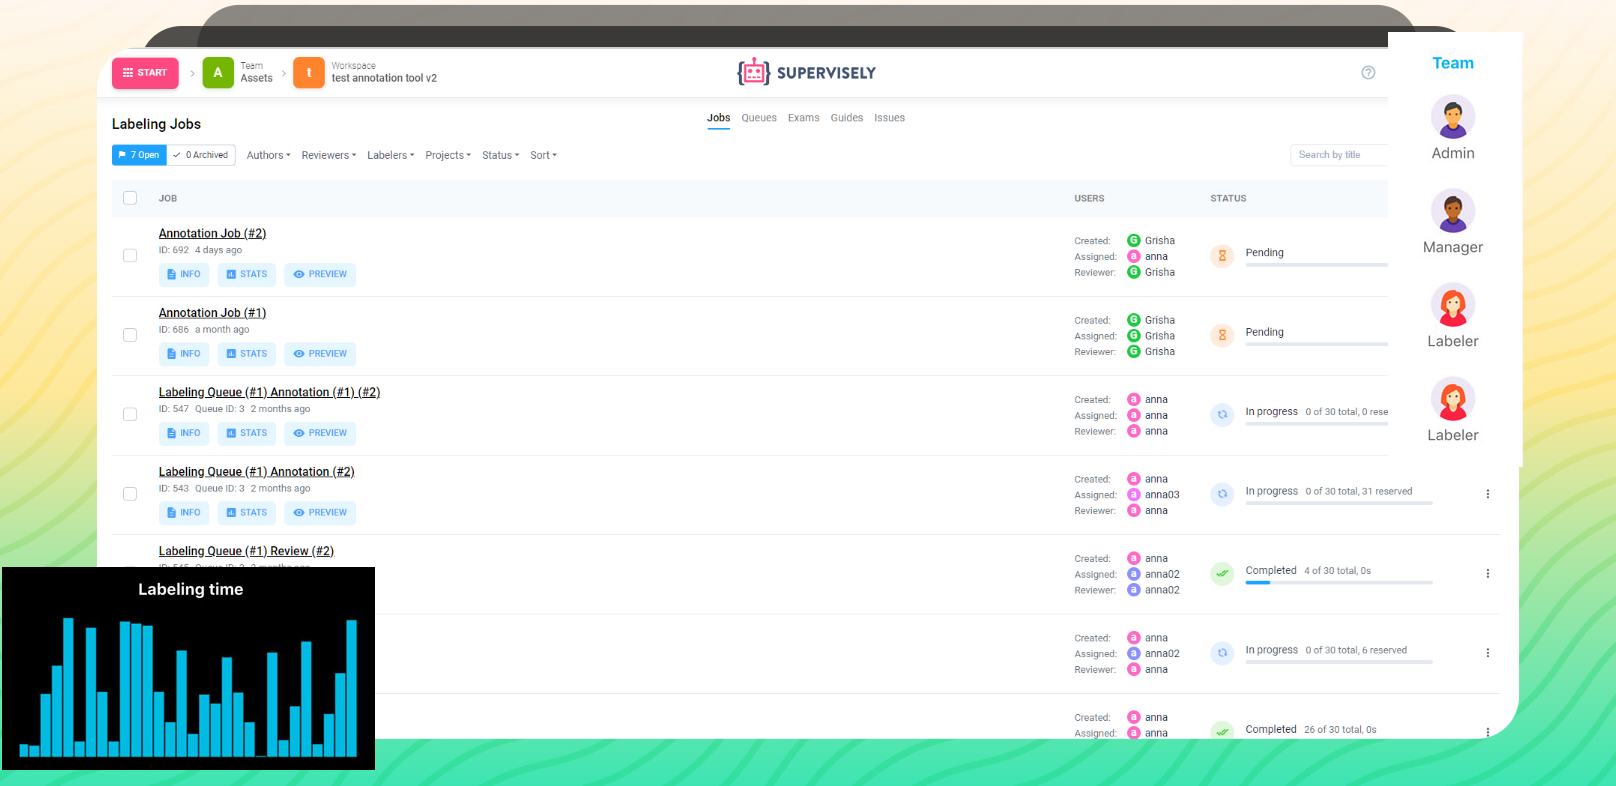 START
A
Team
Assets
t
Workspace
test annotation tool v2
SUPERVISELY
Labeling Jobs
Jobs Queues Exams Guides Issues
7 Open 0 Archived Authors Reviewers Labelers Projects Status Sort
Search by title
JOB USERS STATUS
Annotation Job (#2)
ID: 692 4 days ago
INFO STATS PREVIEW
Created: G Grisha
Assigned: a anna
Reviewer: G Grisha
Pending
Annotation Job (#1)
ID: 686 a month ago
INFO STATS PREVIEW
Created: G Grisha
Assigned: G Grisha
Reviewer: G Grisha
Pending
Labeling Queue (#1) Annotation (#1) (#2)
ID: 547 Queue ID: 3 2 months ago
INFO STATS PREVIEW
Created: a anna
Assigned: a anna
Reviewer: a anna
In progress 0 of 30 total, 0 rese
Labeling Queue (#1) Annotation (#2)
ID: 543 Queue ID: 3 2 months ago
INFO STATS PREVIEW
Created: a anna
Assigned: a anna03
Reviewer: a anna
In progress 0 of 30 total, 31 reserved
Labeling Queue (#1) Review (#2)
Created: a anna
Assigned: a anna02
Reviewer: a anna02
Completed 4 of 30 total, 0s
Created: a anna
Assigned: a anna02
Reviewer: a anna
In progress 0 of 30 total, 6 reserved
Created: a anna
Assigned: a anna
Completed 26 of 30 total, 0s
Team
Admin
Manager
Labeler
Labeler
Labeling time